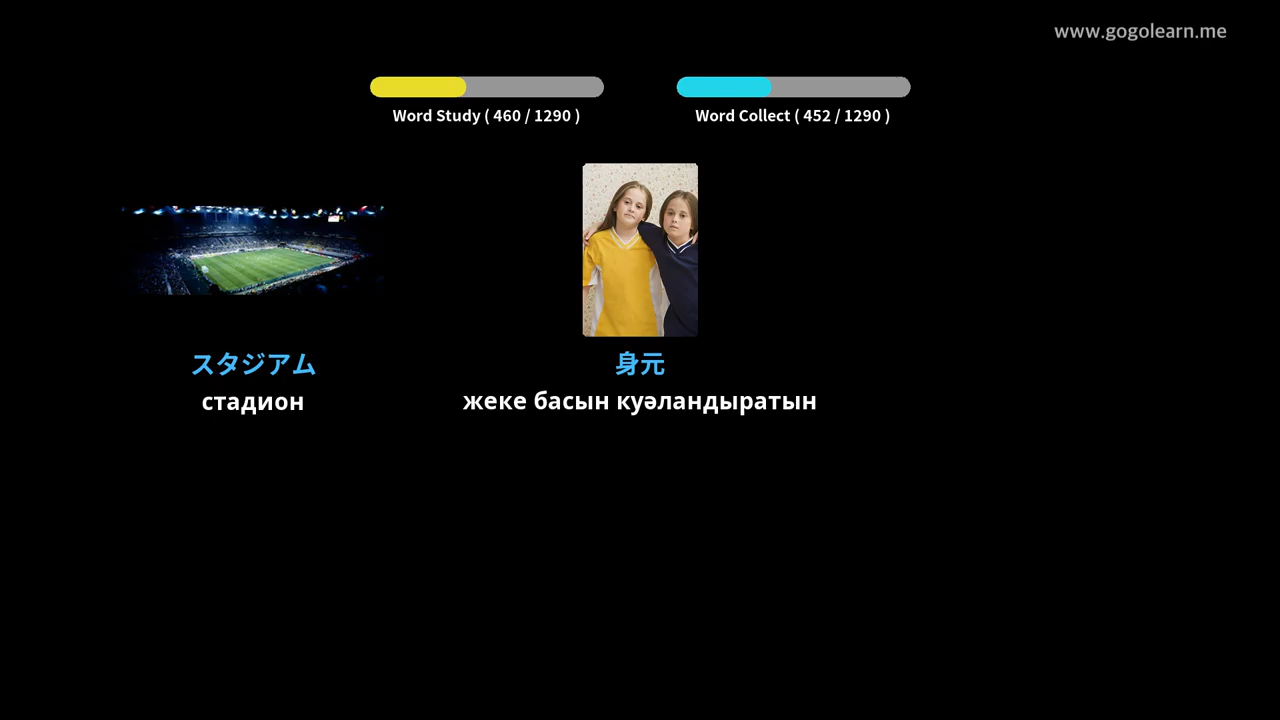 www.gogolearn.me
Word Study ( 460 / 1290 )
Word Collect ( 452 / 1290 )
スタジアム
стадион
身元
жеке басын куәландыратын